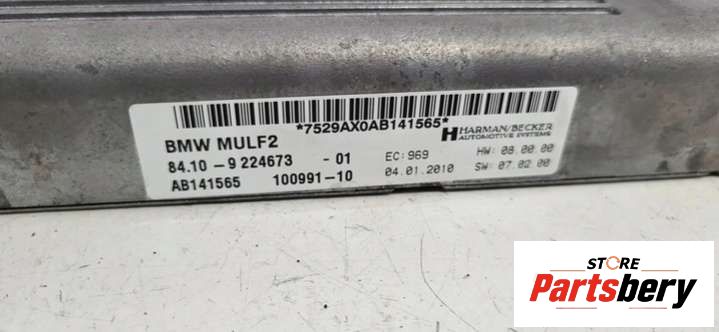 *7529AX0AB141565*
BMW MULF2
HARMAN/BECKER
AUTOMOTIVE SYSTEMS
84.10 - 9 224673 - 01
EC: 969
HW: 08.00.00
AB141565 100991-10
04.01.2010
SW: 07.02.00
STORE
Partsbery